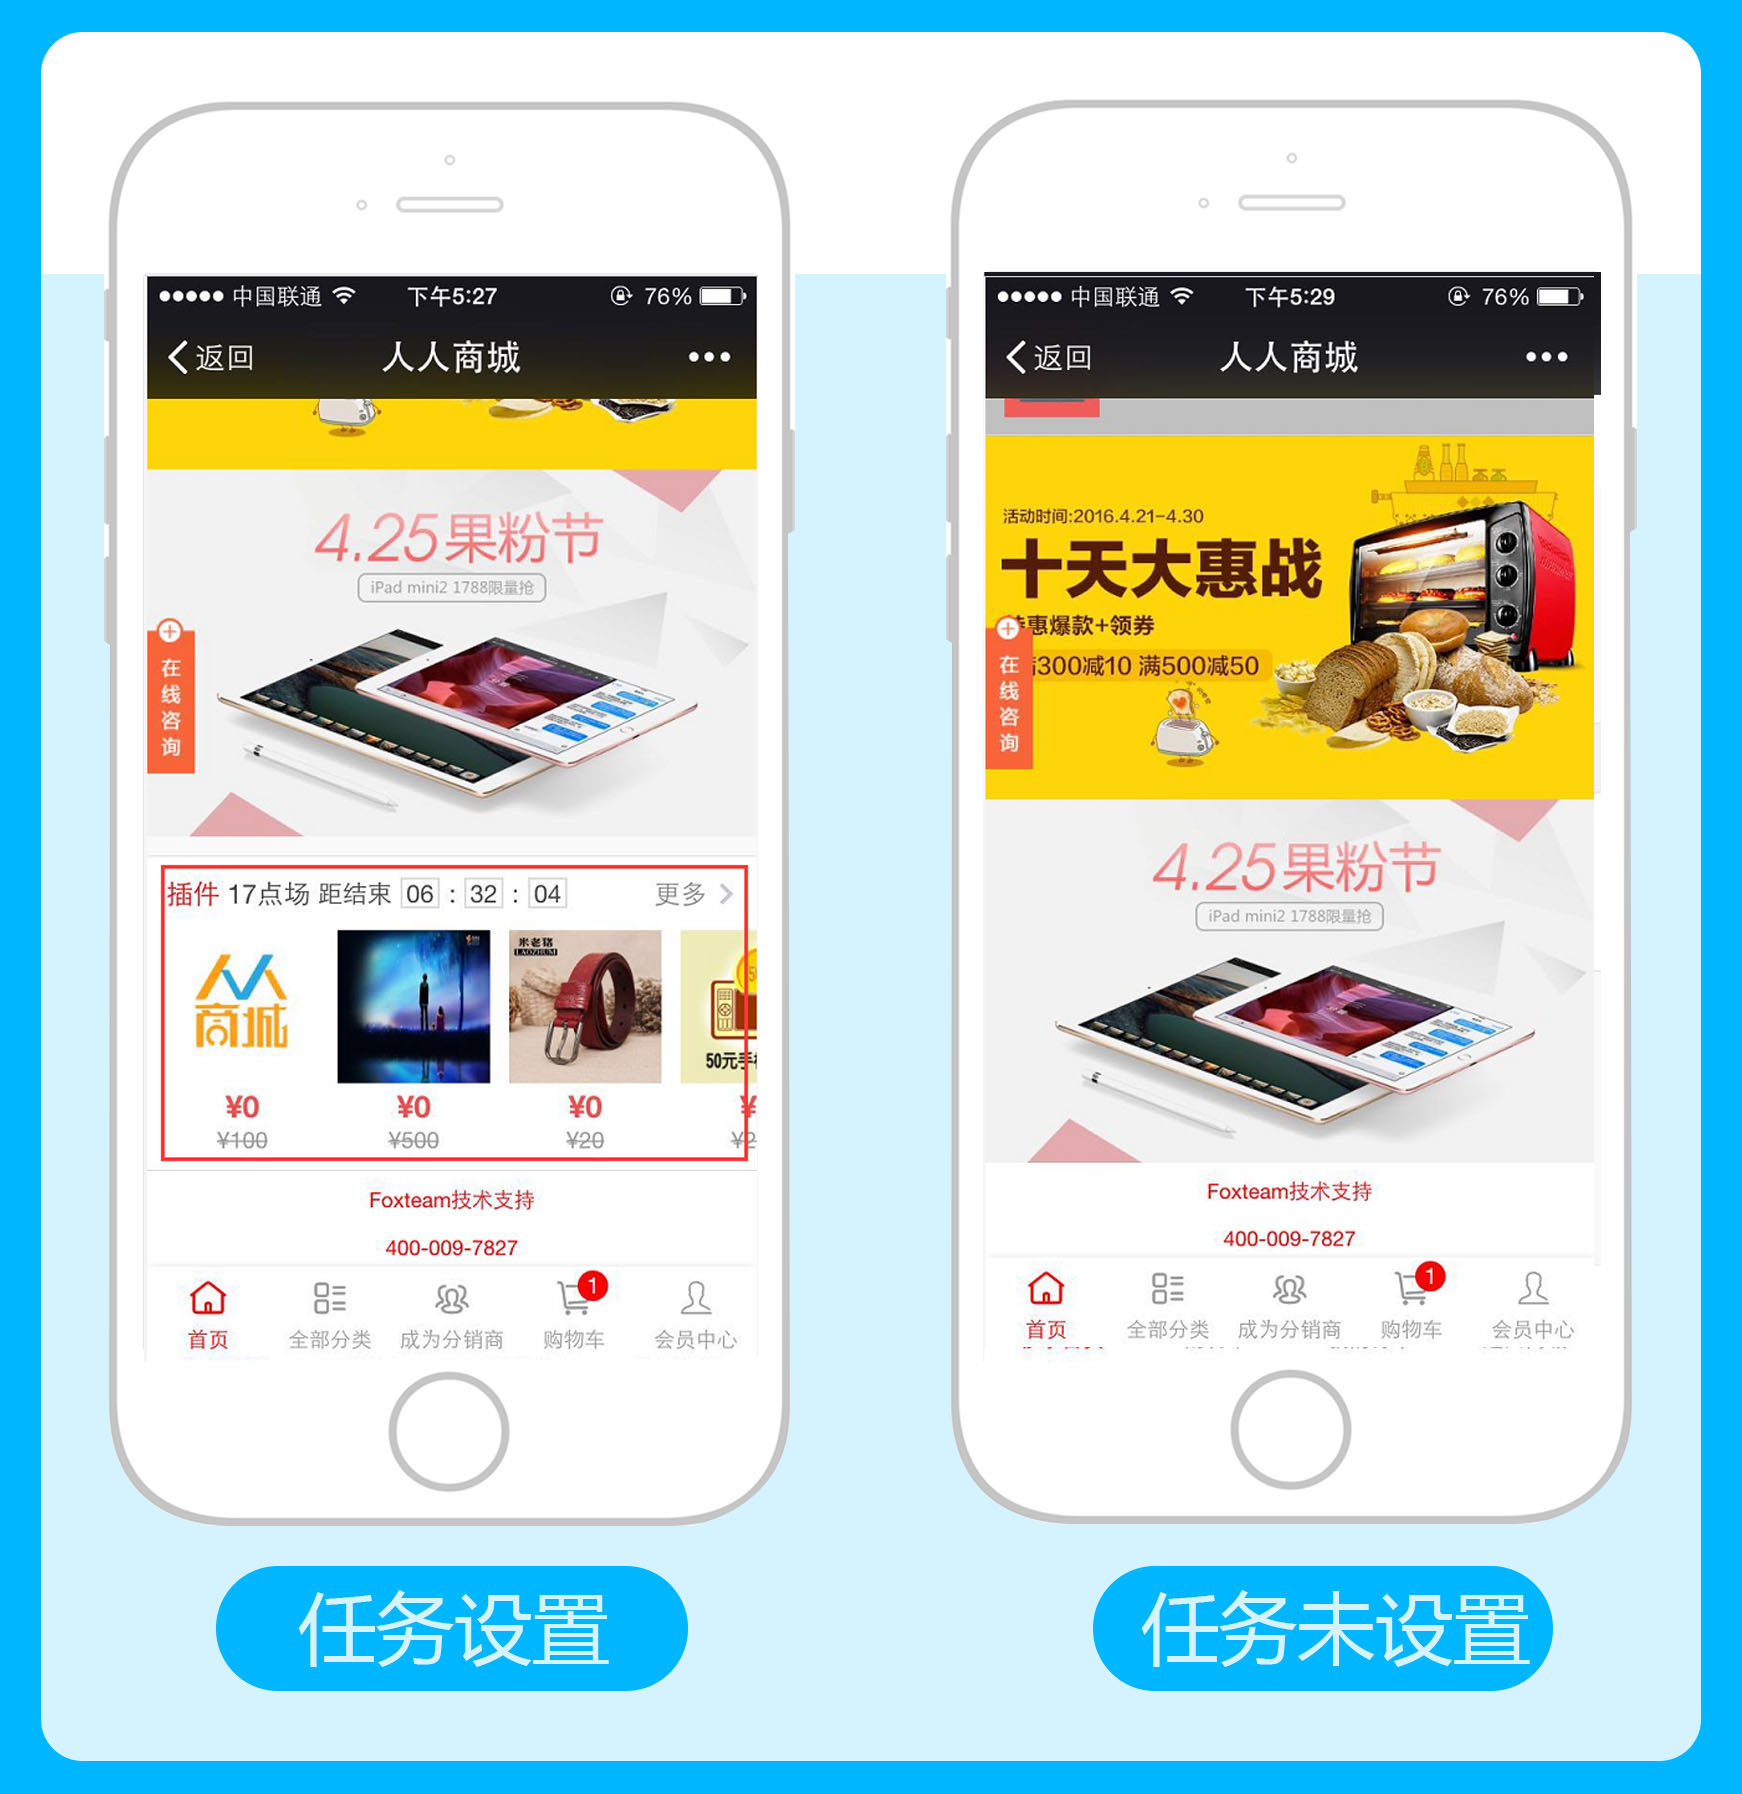 中国联通 下午5:27 76%
返回 人人商城
4.25果粉节
iPad mini2 1788限量抢
在线咨询
插件 17点场 距结束 06 : 32 : 04 更多
人人商城
米老猪
LAOZHUM
50
50元手
¥0 ¥0 ¥0 ¥
¥100 ¥500 ¥20 ¥2
Foxteam技术支持
400-009-7827
1
首页 全部分类 成为分销商 购物车 会员中心
任务设置
中国联通 下午5:29 76%
返回 人人商城
活动时间:2016.4.21-4.30
十天大惠战
惠爆款+领券
300减10 满500减50
在线咨询
4.25果粉节
iPad mini2 1788限量抢
Foxteam技术支持
400-009-7827
1
首页 全部分类 成为分销商 购物车 会员中心
任务未设置